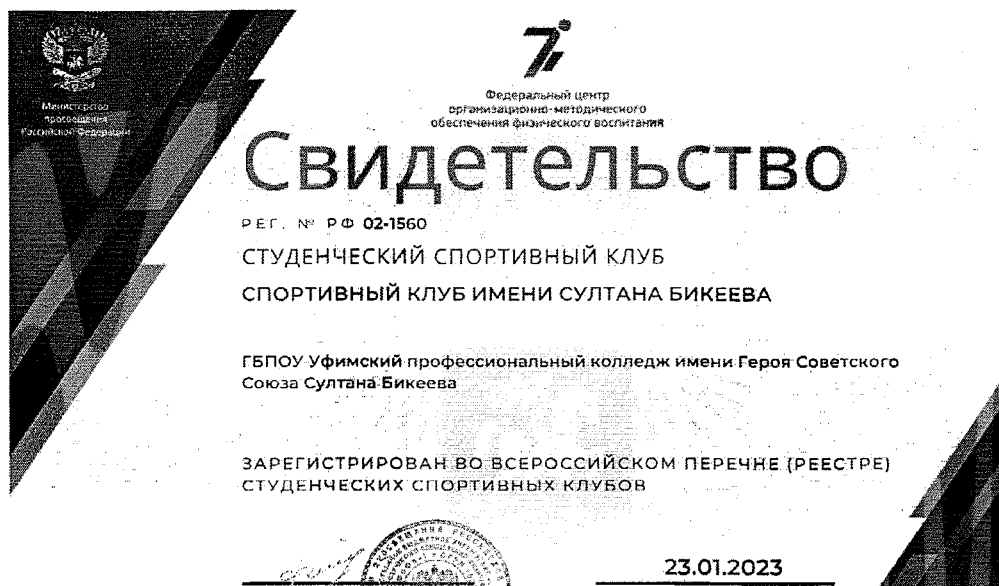 Министерство
просвещения
Российской Федерации
Федеральный центр
организационно-методического
обеспечения физического воспитания
Свидетельство
РЕГ. № РФ 02-1560
СТУДЕНЧЕСКИЙ СПОРТИВНЫЙ КЛУБ
СПОРТИВНЫЙ КЛУБ ИМЕНИ СУЛТАНА БИКЕЕВА
ГБПОУ Уфимский профессиональный колледж имени Героя Советского
Союза Султана Бикеева
ЗАРЕГИСТРИРОВАН ВО ВСЕРОССИЙСКОМ ПЕРЕЧНЕ (РЕЕСТРЕ)
СТУДЕНЧЕСКИХ СПОРТИВНЫХ КЛУБОВ
23.01.2023